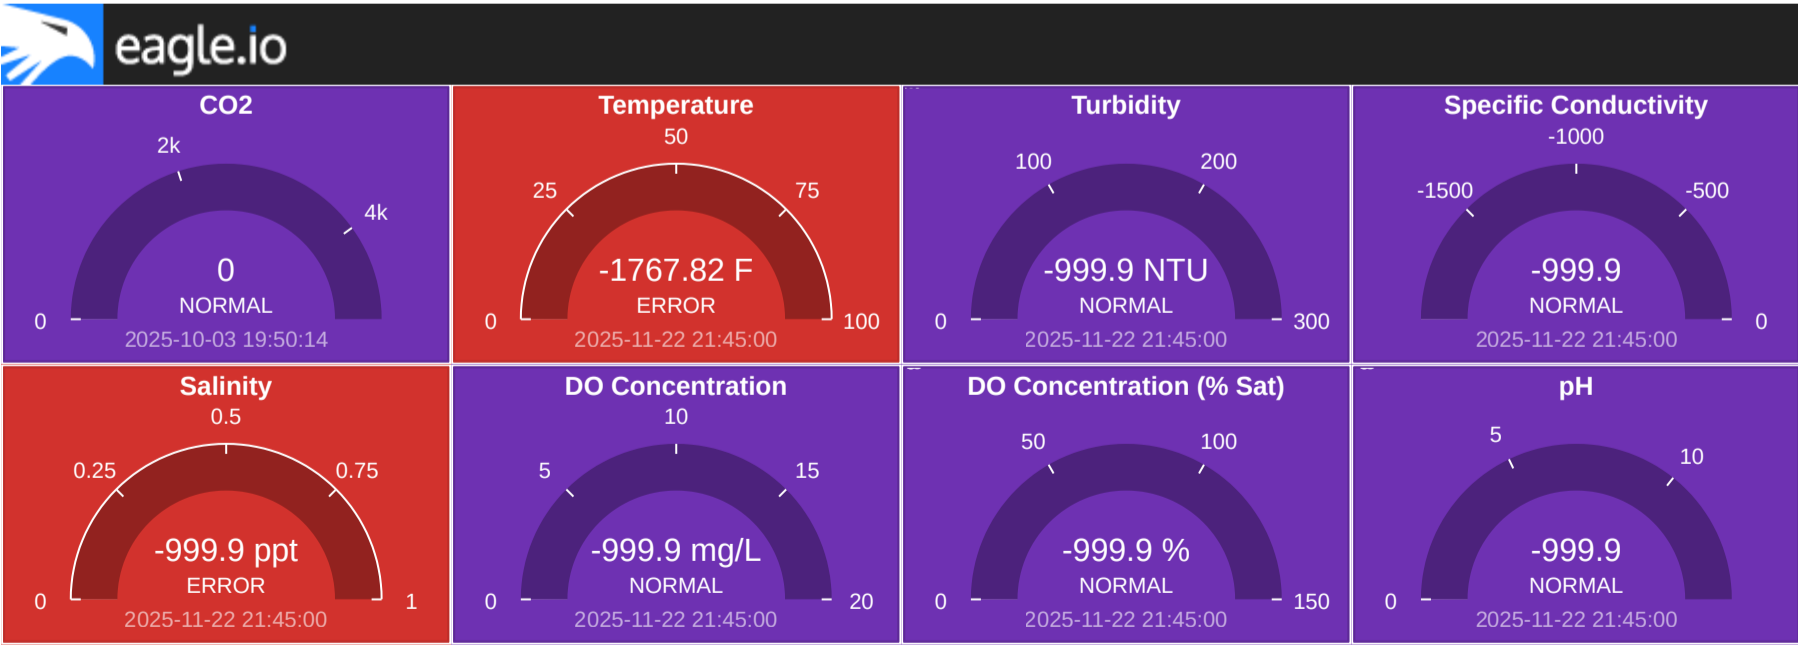 eagle.io
CO2
2k
4k
0
NORMAL
0
2025-10-03 19:50:14
Temperature
50
25
75
-1767.82 F
ERROR
0
100
2025-11-22 21:45:00
Turbidity
100
200
-999.9 NTU
NORMAL
0
300
2025-11-22 21:45:00
Specific Conductivity
-1000
-1500
-500
-999.9
NORMAL
0
2025-11-22 21:45:00
Salinity
0.5
0.25
0.75
-999.9 ppt
ERROR
0
1
2025-11-22 21:45:00
DO Concentration
10
5
15
-999.9 mg/L
NORMAL
0
20
2025-11-22 21:45:00
DO Concentration (% Sat)
50
100
-999.9 %
NORMAL
0
150
2025-11-22 21:45:00
pH
5
10
-999.9
NORMAL
0
2025-11-22 21:45:00